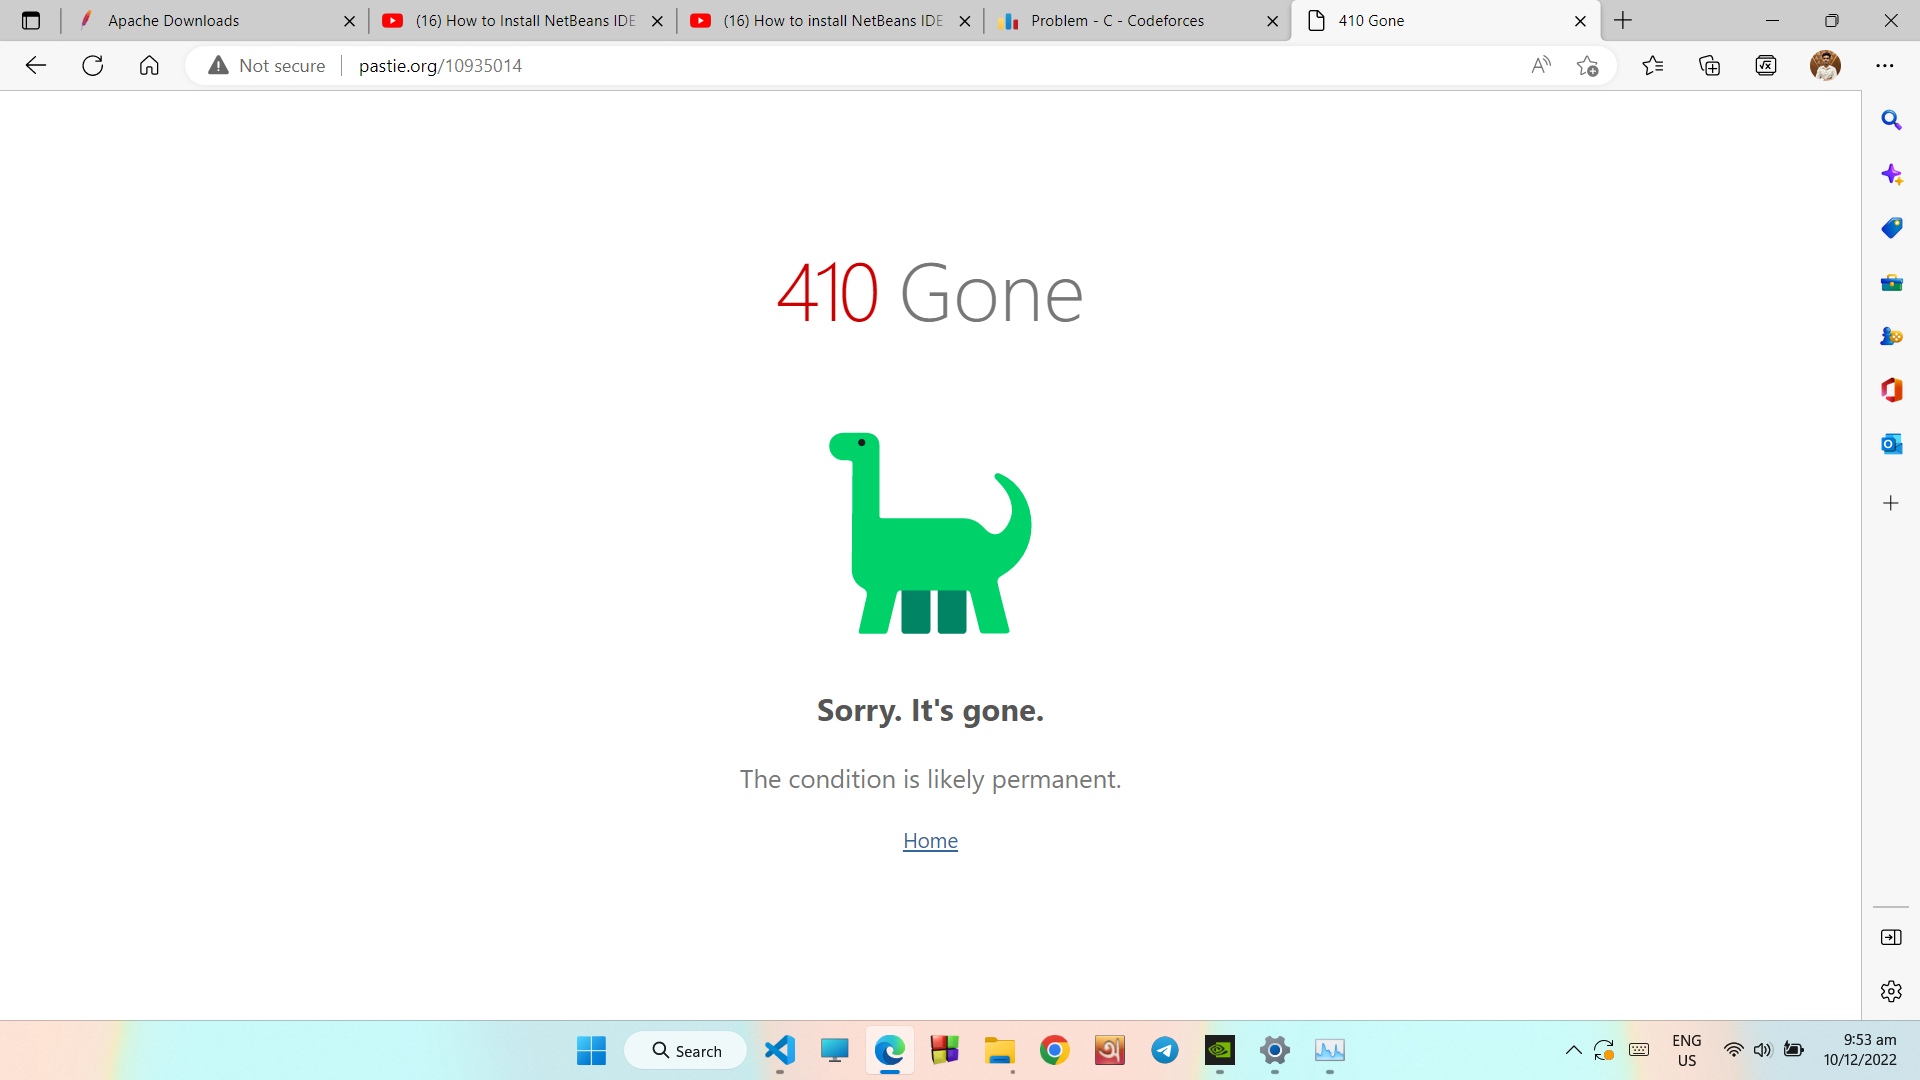 Apache Downloads
(16) How to Install NetBeans IDE
(16) How to install NetBeans IDE
Problem - C - Codeforces
410 Gone
Not secure
pastie.org/10935014
410 Gone
Sorry. It's gone.
The condition is likely permanent.
Home
Search
ENG
US
9:53 am
10/12/2022